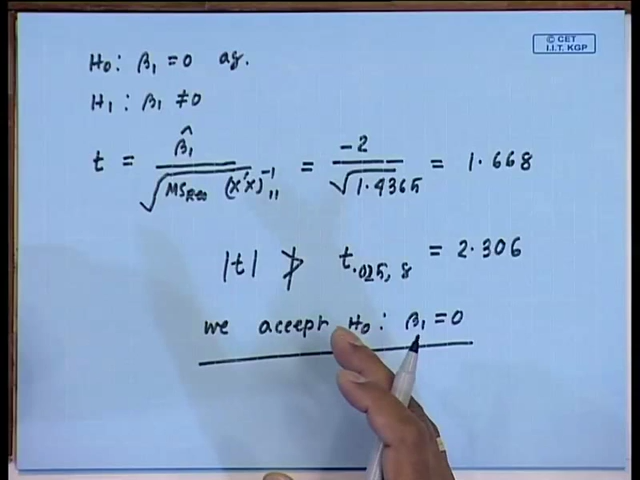 © CET
I.I.T. KGP
H₀ : β₁ = 0 ag.
H₁ : β₁ ≠ 0
t = β̂₁ / √(MS_Res (X'X)⁻¹₁₁) = -2 / √1.4365 = 1.668
|t| ≯ t.025, 8 = 2.306
we accept H₀ : β₁ = 0